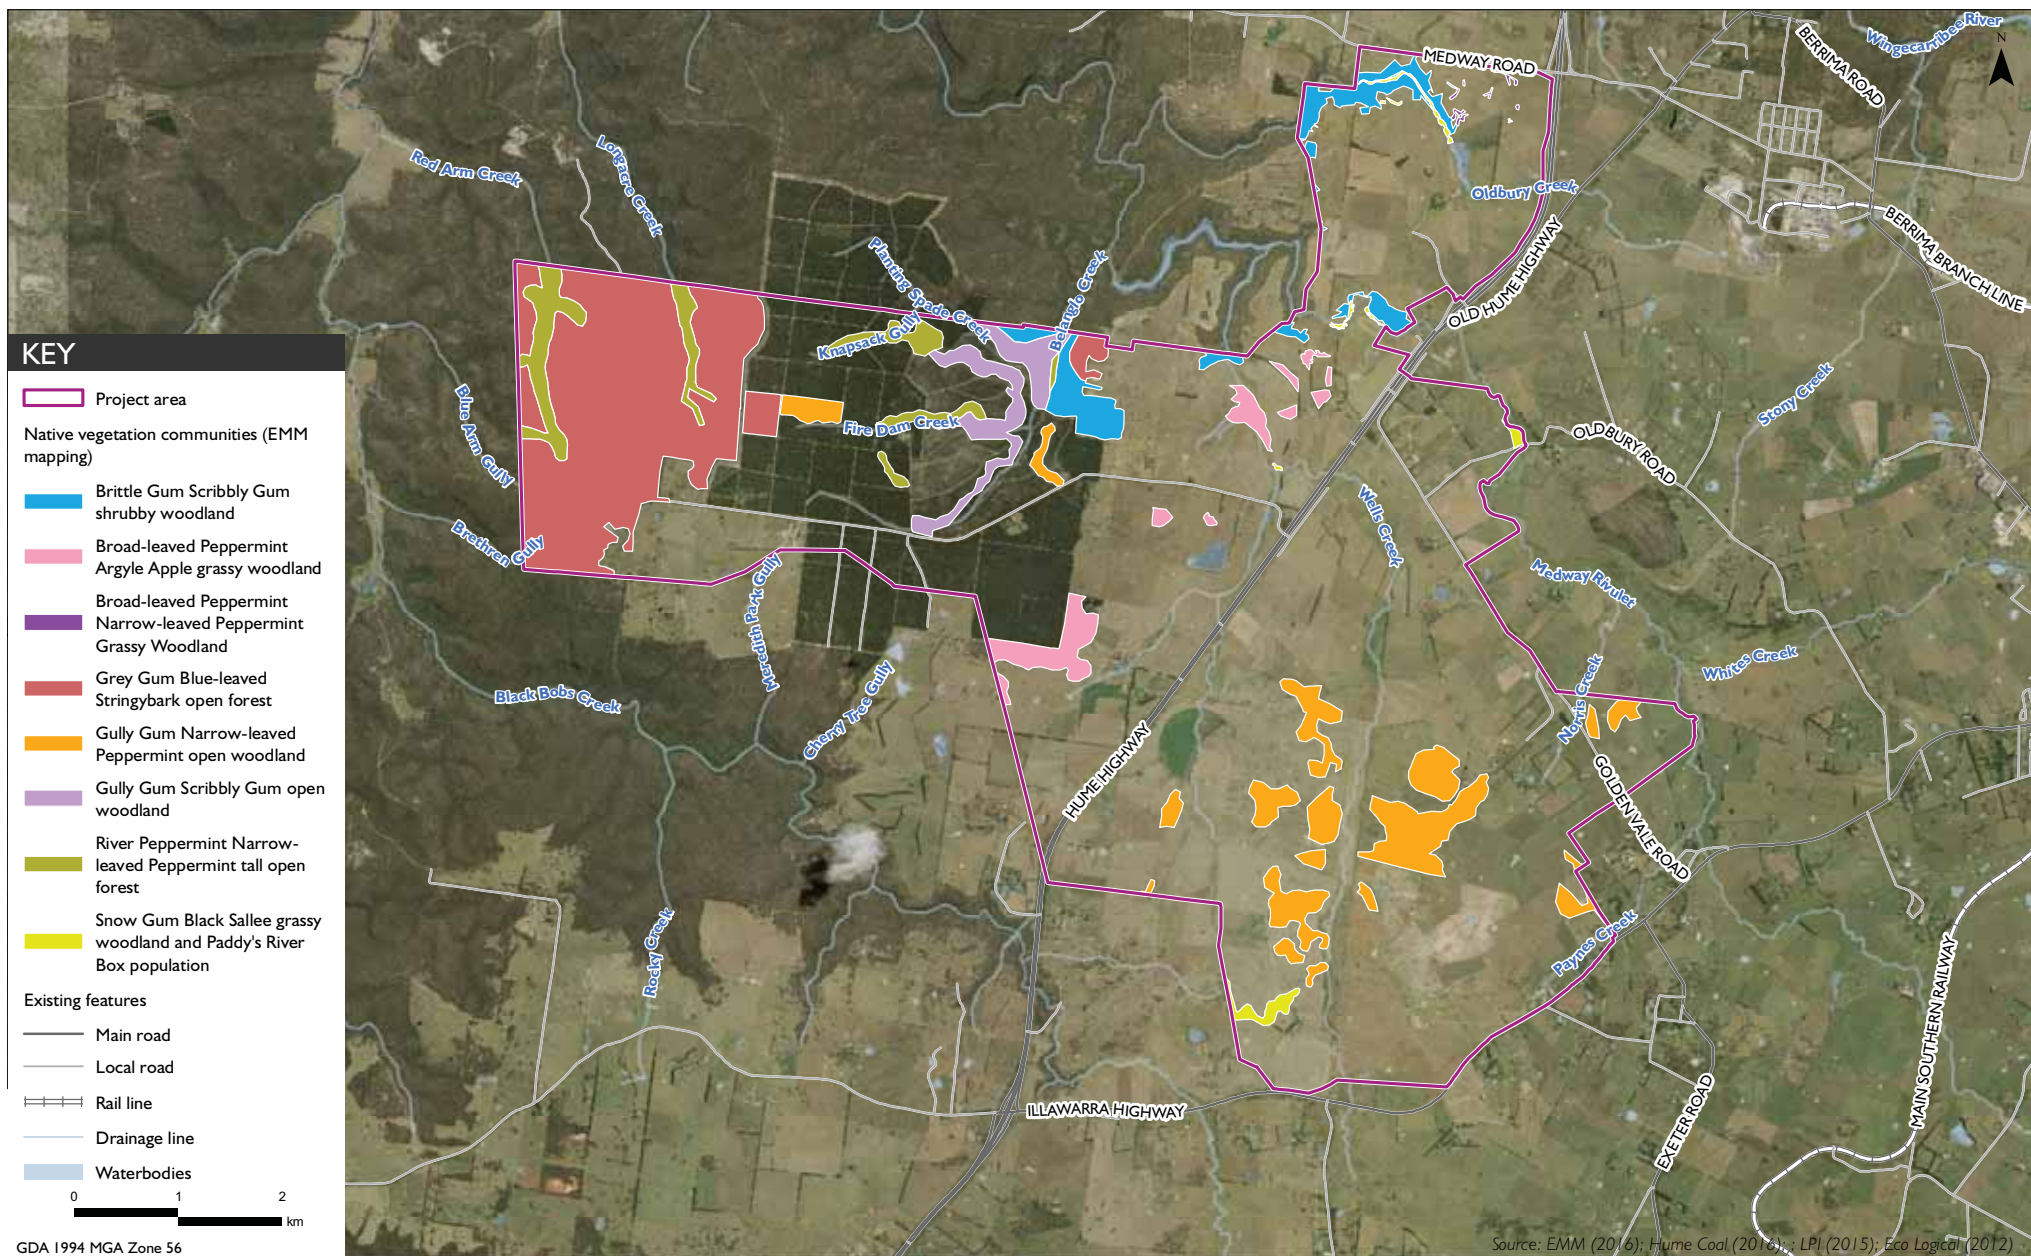 MEDWAY ROAD
BERRIMA ROAD
Wingecarribee River
N
Red Arm Creek
Longacre Creek
Oldbury Creek
BERRIMA BRANCH LINE
Planting Spade Creek
Belanglo Creek
OLD HUME HIGHWAY
Knapsack Gully
Stony Creek
Blue Arm Gully
Fire Dam Creek
OLDBURY ROAD
Wells Creek
Brethren Gully
Medway Rivulet
Meredith Park Gully
Whites Creek
Norris Creek
Black Bobs Creek
Cherry Tree Gully
HUME HIGHWAY
GOLDEN VALE ROAD
Rocky Creek
Paynes Creek
MAIN SOUTHERN RAILWAY
ILLAWARRA HIGHWAY
EXETER ROAD
KEY
Project area
Native vegetation communities (EMM
mapping)
Brittle Gum Scribbly Gum
shrubby woodland
Broad-leaved Peppermint
Argyle Apple grassy woodland
Broad-leaved Peppermint
Narrow-leaved Peppermint
Grassy Woodland
Grey Gum Blue-leaved
Stringybark open forest
Gully Gum Narrow-leaved
Peppermint open woodland
Gully Gum Scribbly Gum open
woodland
River Peppermint Narrow-
leaved Peppermint tall open
forest
Snow Gum Black Sallee grassy
woodland and Paddy's River
Box population
Existing features
Main road
Local road
Rail line
Drainage line
Waterbodies
0 1 2
km
GDA 1994 MGA Zone 56
Source: EMM (2016); Hume Coal (2016); ; LPI (2015); Eco Logical (2012)